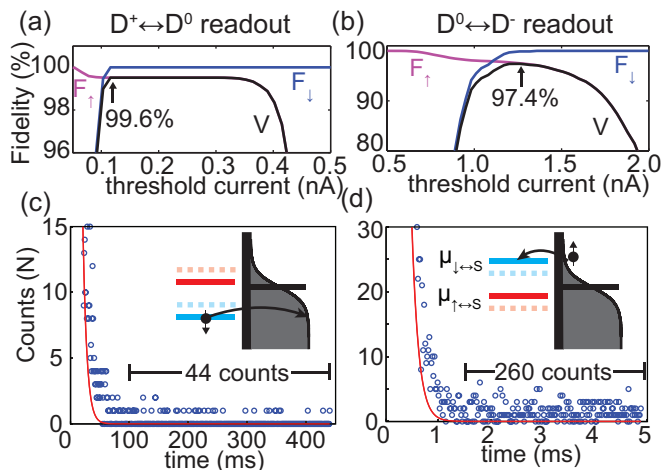 (a) D⁺↔D⁰ readout
(b) D⁰↔D⁻ readout
Fidelity (%)
100
99
98
97
96
F↑
F↓
99.6%
V
0.1 0.2 0.3 0.4 0.5
threshold current (nA)
100
90
80
F↑
F↓
97.4%
V
0.5 1.0 1.5 2.0
threshold current (nA)
(c)
Counts (N)
15
10
5
0
44 counts
0 100 200 300 400
time (ms)
(d)
30
20
10
0
μ↓↔S
μ↑↔S
260 counts
0 1 2 3 4 5
time (ms)